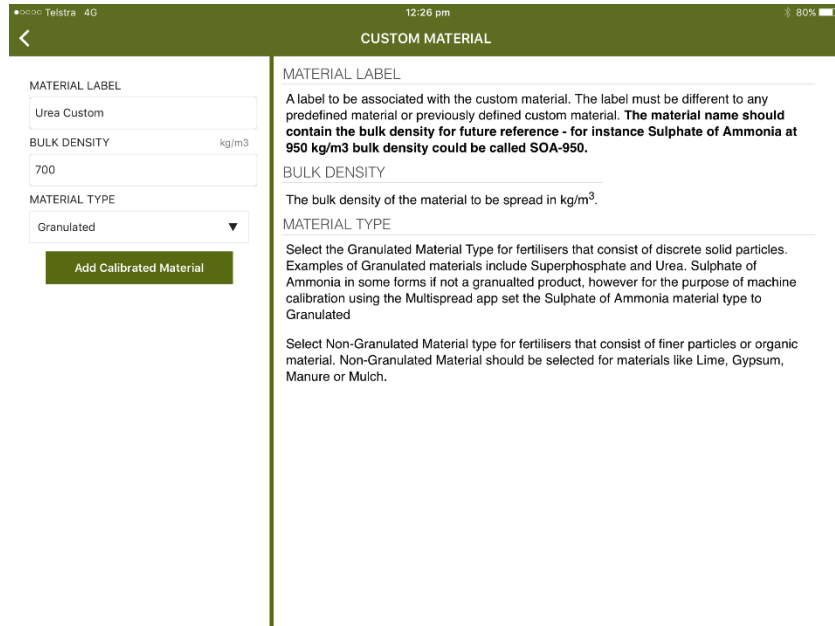 Telstra 4G
12:26 pm
80%
CUSTOM MATERIAL
MATERIAL LABEL
Urea Custom
BULK DENSITY kg/m3
700
MATERIAL TYPE
Granulated
Add Calibrated Material
MATERIAL LABEL
A label to be associated with the custom material. The label must be different to any
predefined material or previously defined custom material. The material name should
contain the bulk density for future reference - for instance Sulphate of Ammonia at
950 kg/m3 bulk density could be called SOA-950.
BULK DENSITY
The bulk density of the material to be spread in kg/m³.
MATERIAL TYPE
Select the Granulated Material Type for fertilisers that consist of discrete solid particles.
Examples of Granulated materials include Superphosphate and Urea. Sulphate of
Ammonia in some forms if not a granualted product, however for the purpose of machine
calibration using the Multispread app set the Sulphate of Ammonia material type to
Granulated
Select Non-Granulated Material type for fertilisers that consist of finer particles or organic
material. Non-Granulated Material should be selected for materials like Lime, Gypsum,
Manure or Mulch.